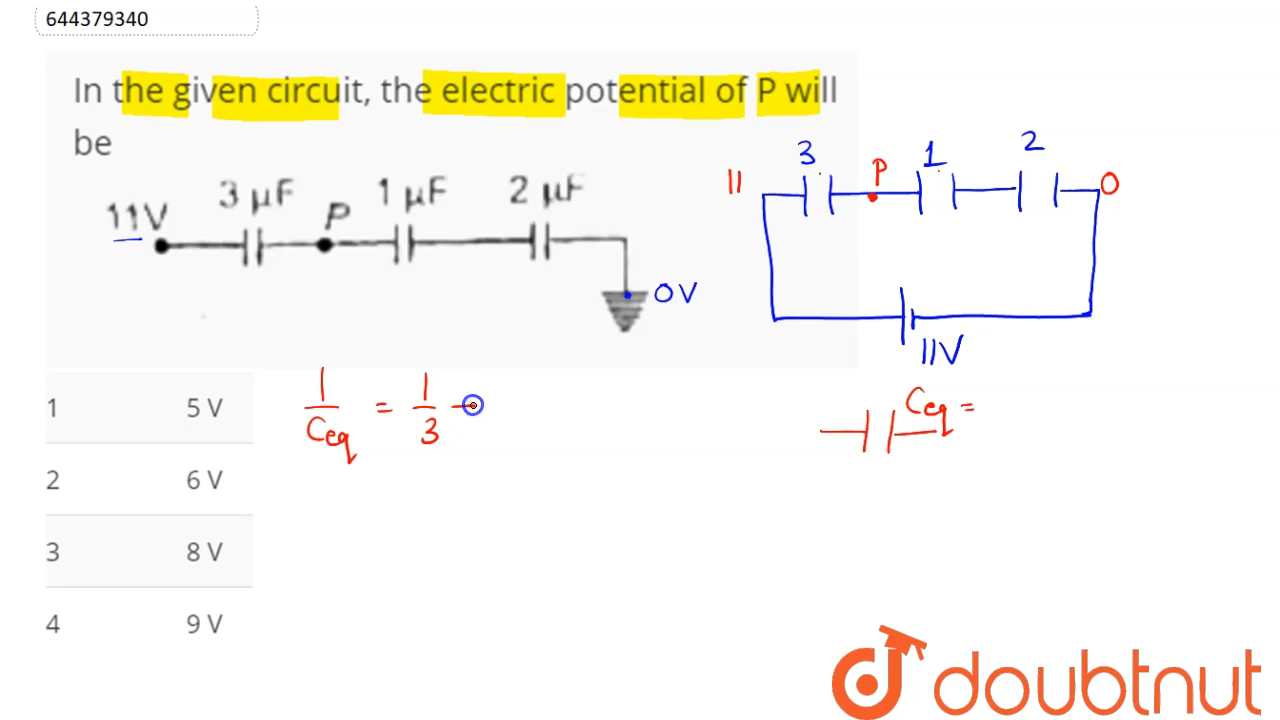 644379340
In the given circuit, the electric potential of P will
be
11V 3 μF P 1 μF 2 μF
0V
11 3 P 1 2 0
11V
1/Ceq = 1/3 -
Ceq =
1 5 V
2 6 V
3 8 V
4 9 V
doubtnut